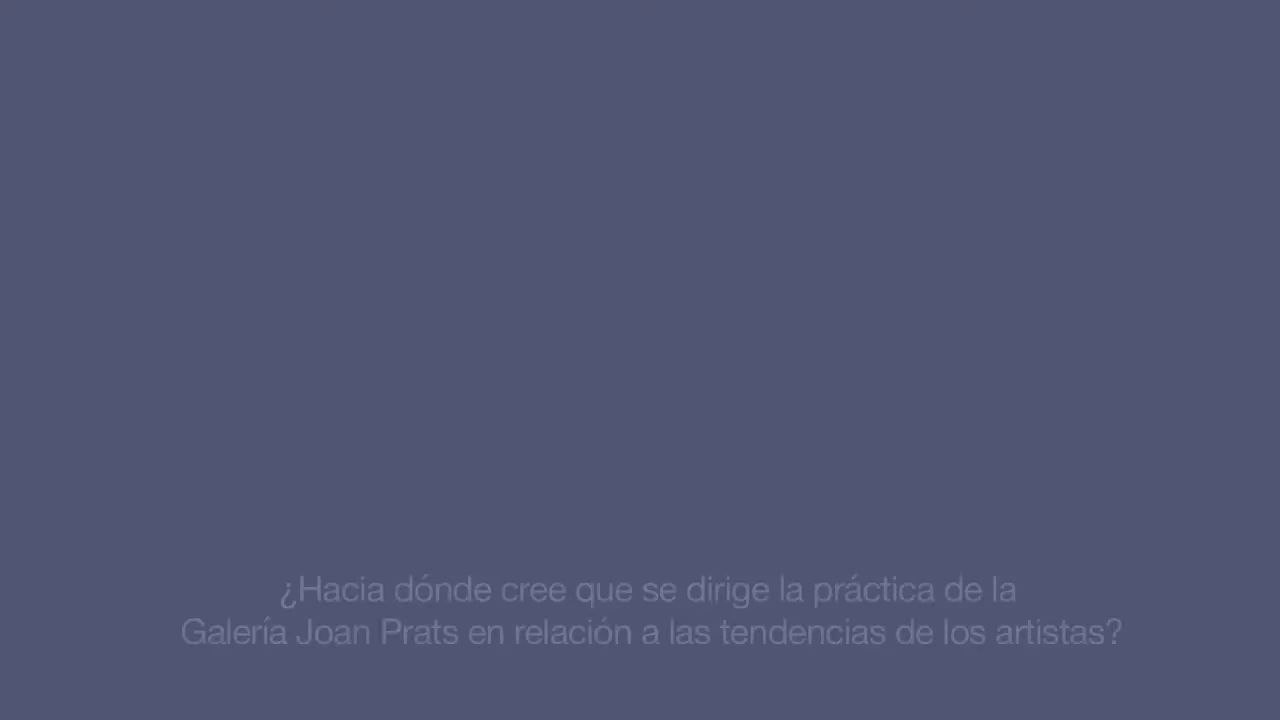 ¿Hacia dónde cree que se dirige la práctica de la
Galería Joan Prats en relación a las tendencias de los artistas?